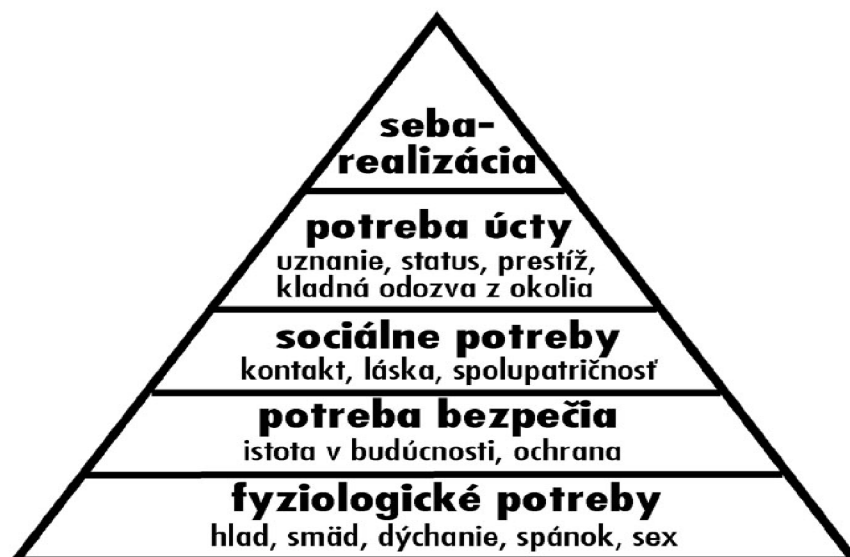 seba-
realizácia
potreba úcty
uznanie, status, prestíž,
kladná odozva z okolia
sociálne potreby
kontakt, láska, spolupatričnosť
potreba bezpečia
istota v budúcnosti, ochrana
fyziologické potreby
hlad, smäd, dýchanie, spánok, sex